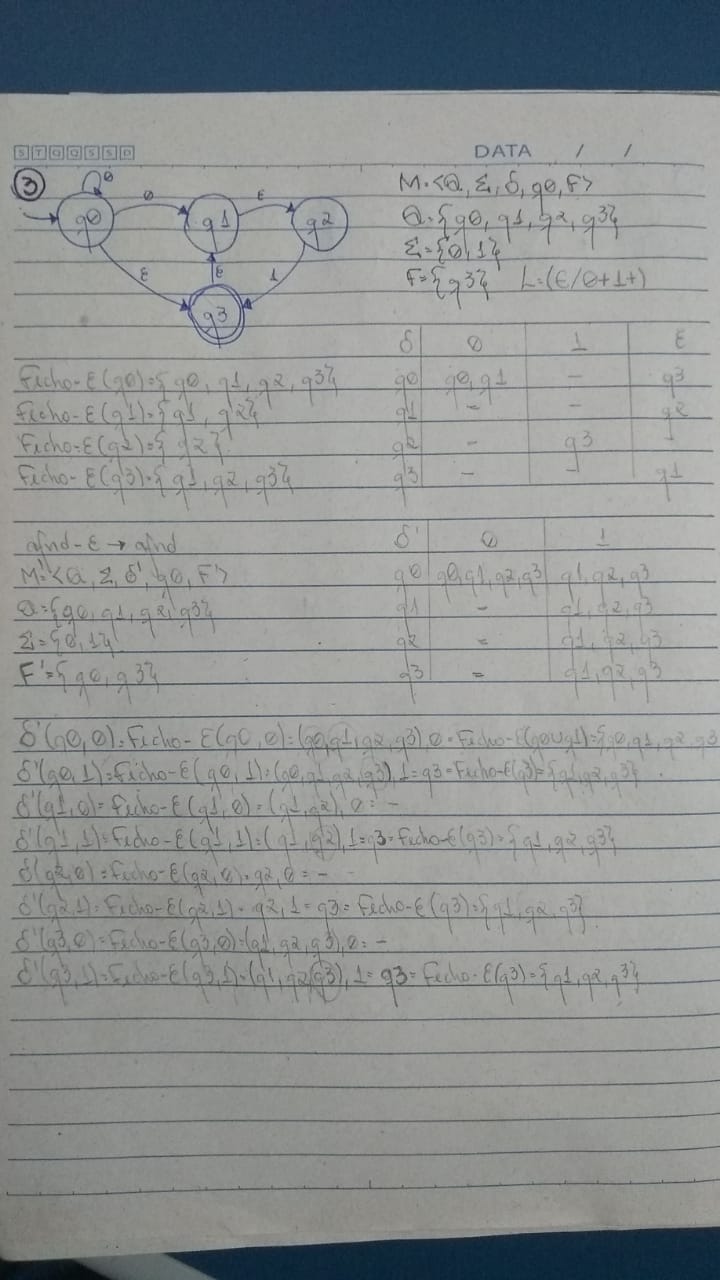 S T Q Q S S D
DATA / /
③
0
q0 0 q1 ε q2
ε ε 1
q3
M=<Q, Σ, δ, q0, F>
Q={q0, q1, q2, q3}
Σ={0,1}
F={q3} L=(ε/0+1+)
δ 0 1 ε
q0 q0,q1 - q3
q1 - - q2
q2 - q3 -
q3 - - q1
Fecho-ε(q0)={q0, q1, q2, q3}
Fecho-ε(q1)={q1, q2}
Fecho-ε(q2)={q2}
Fecho-ε(q3)={q1, q2, q3}
afnd-ε → afnd
M'=<Q, Σ, δ', q0, F'>
Q={q0, q1, q2, q3}
Σ={0,1}
F'={q0, q3}
δ' 0 1
q0 q0,q1,q2,q3 q1,q2,q3
q1 - q1,q2,q3
q2 - q1,q2,q3
q3 - q1,q2,q3
δ'(q0,0)=Fecho-ε(q0,0)=(q0,q1,q2,q3),0=Fecho-ε(q0∪q1)={q0,q1,q2,q3
δ'(q0,1)=Fecho-ε(q0,1)=(q0,q1,q2,q3),1=q3=Fecho-ε(q3)={q1,q2,q3}.
δ'(q1,0)=Fecho-ε(q1,0)=(q1,q2),0=-
δ'(q1,1)=Fecho-ε(q1,1)=(q1,q2),1=q3=Fecho-ε(q3)={q1,q2,q3}
δ'(q2,0)=Fecho-ε(q2,0)=q2,0=-
δ'(q2,1)=Fecho-ε(q2,1)=q2,1=q3=Fecho-ε(q3)={q1,q2,q3}.
δ'(q3,0)=Fecho-ε(q3,0)=(q1,q2,q3),0=-
δ'(q3,1)=Fecho-ε(q3,1)=(q1,q2,q3),1=q3=Fecho-ε(q3)={q1,q2,q3}